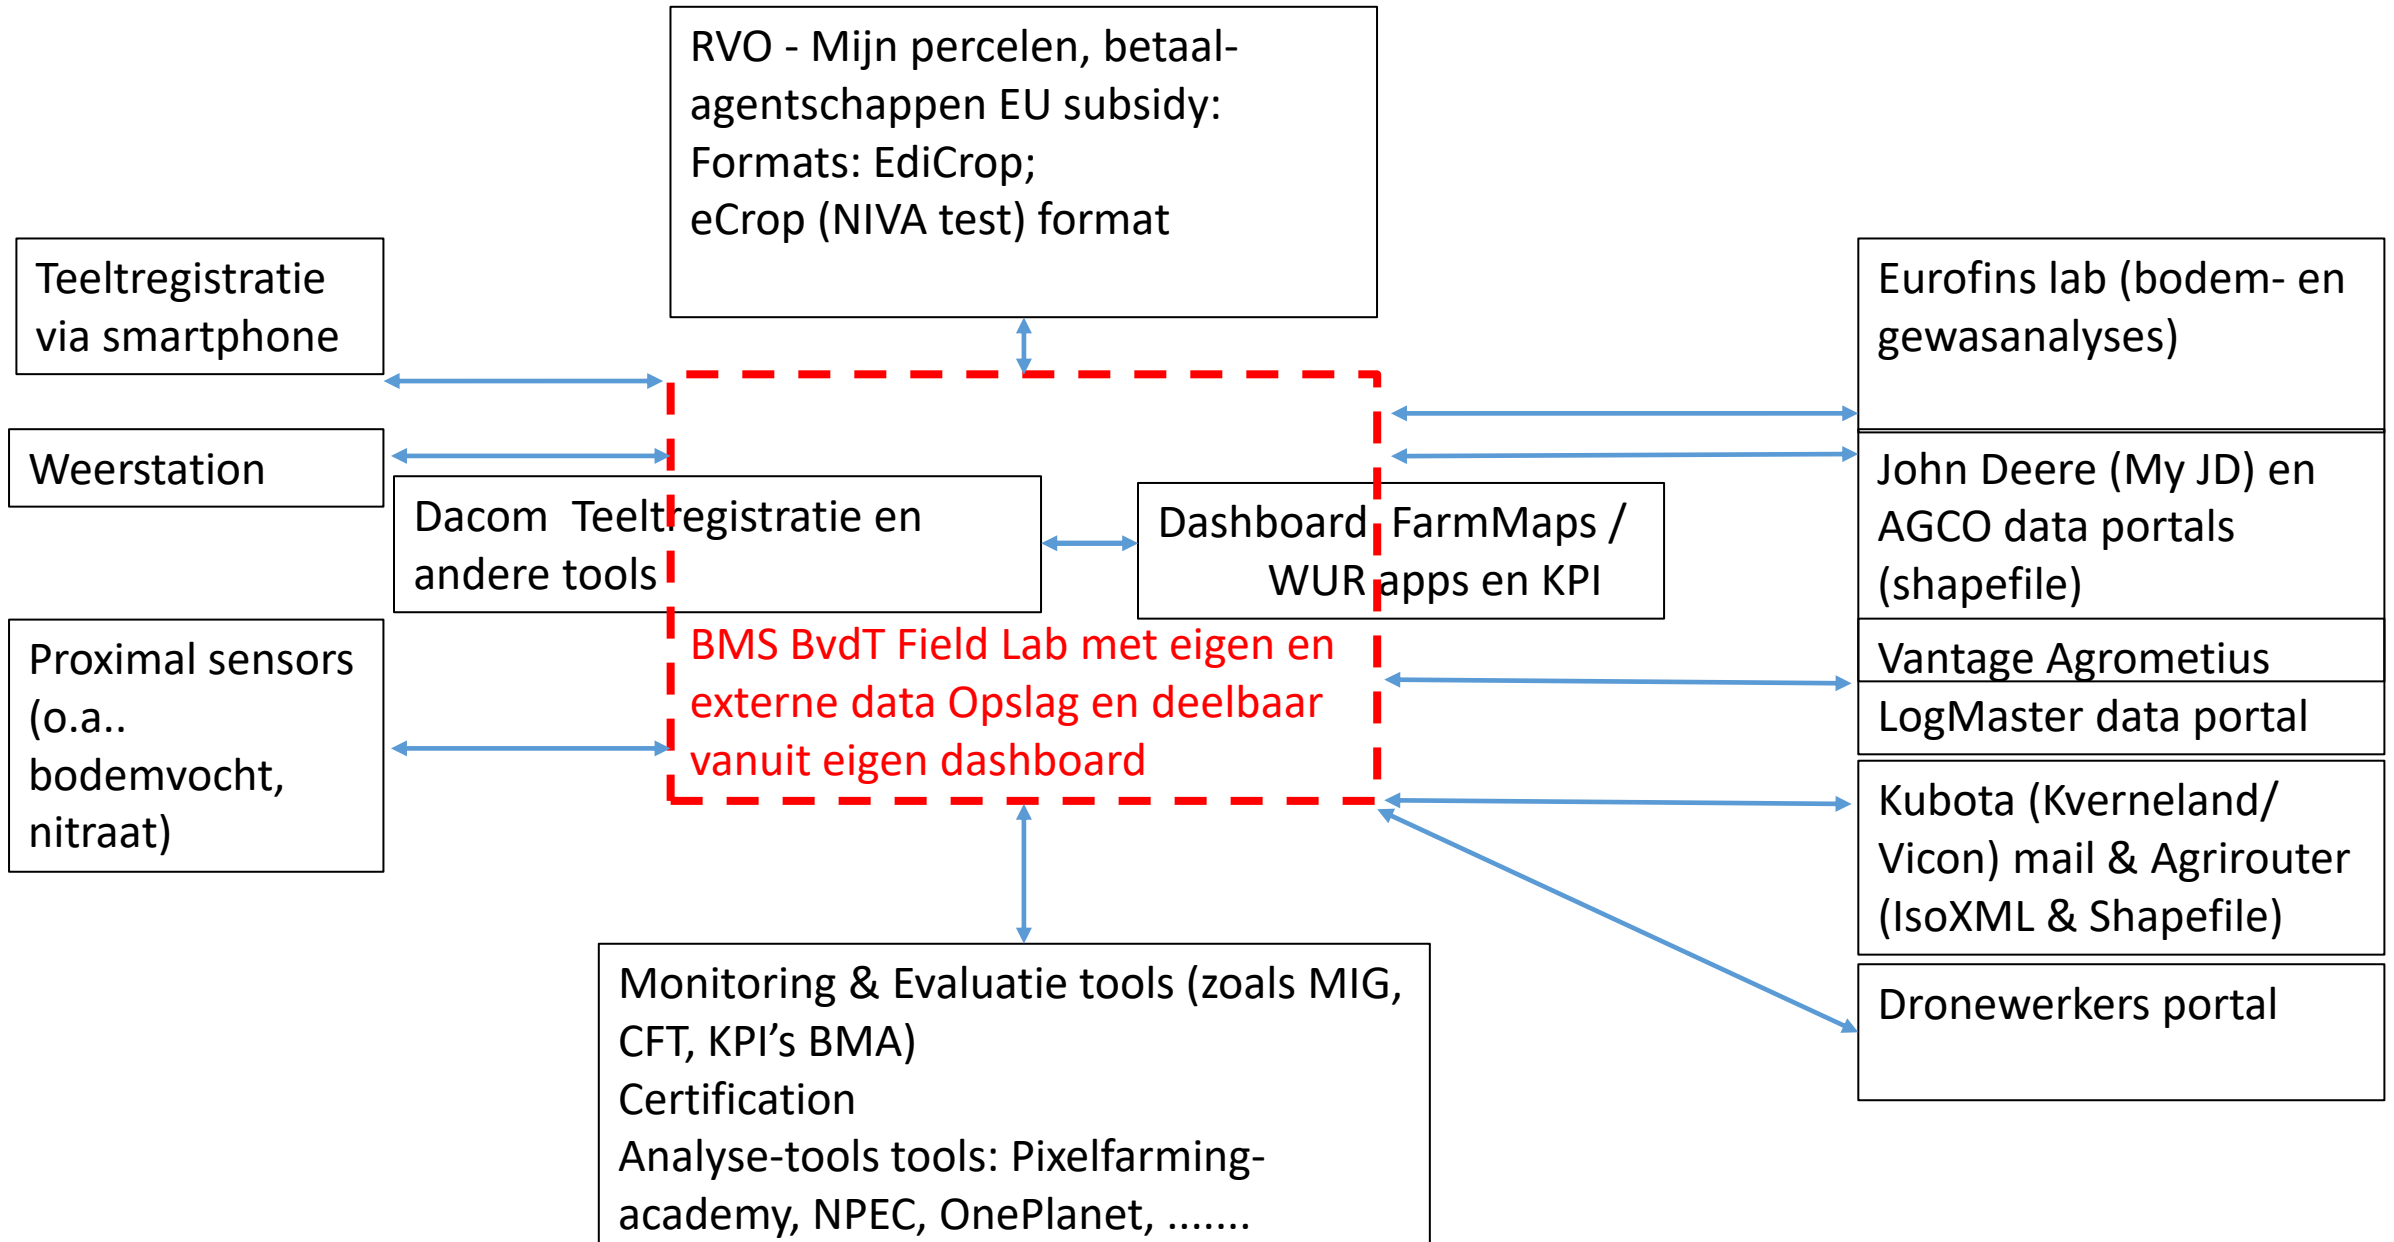 RVO - Mijn percelen, betaal-
agentschappen EU subsidy:
Formats: EdiCrop;
eCrop (NIVA test) format
Teeltregistratie
via smartphone
Weerstation
Proximal sensors
(o.a..
bodemvocht,
nitraat)
Dacom Teeltregistratie en
andere tools
Dashboard FarmMaps /
WUR apps en KPI
BMS BvdT Field Lab met eigen en
externe data Opslag en deelbaar
vanuit eigen dashboard
Eurofins lab (bodem- en
gewasanalyses)
John Deere (My JD) en
AGCO data portals
(shapefile)
Vantage Agrometius
LogMaster data portal
Kubota (Kverneland/
Vicon) mail & Agrirouter
(IsoXML & Shapefile)
Dronewerkers portal
Monitoring & Evaluatie tools (zoals MIG,
CFT, KPI’s BMA)
Certification
Analyse-tools tools: Pixelfarming-
academy, NPEC, OnePlanet, .......